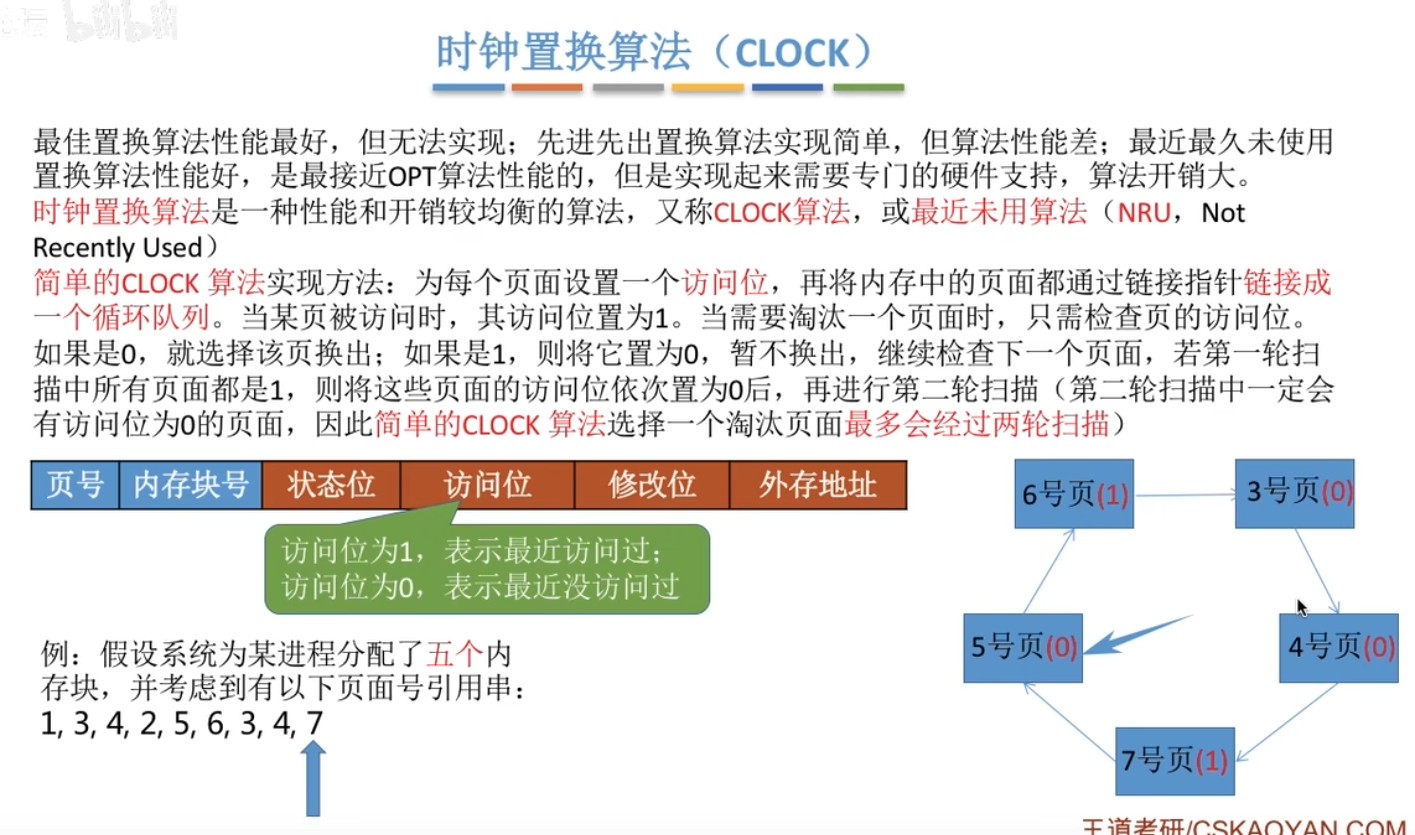 bilibili
时钟置换算法（CLOCK）
最佳置换算法性能最好，但无法实现；先进先出置换算法实现简单，但算法性能差；最近最久未使用
置换算法性能好，是最接近OPT算法性能的，但是实现起来需要专门的硬件支持，算法开销大。
时钟置换算法是一种性能和开销较均衡的算法，又称CLOCK算法，或最近未用算法（NRU，Not
Recently Used）
简单的CLOCK 算法实现方法：为每个页面设置一个访问位，再将内存中的页面都通过链接指针链接成
一个循环队列。当某页被访问时，其访问位置为1。当需要淘汰一个页面时，只需检查页的访问位。
如果是0，就选择该页换出；如果是1，则将它置为0，暂不换出，继续检查下一个页面，若第一轮扫
描中所有页面都是1，则将这些页面的访问位依次置为0后，再进行第二轮扫描（第二轮扫描中一定会
有访问位为0的页面，因此简单的CLOCK 算法选择一个淘汰页面最多会经过两轮扫描）
页号 内存块号 状态位 访问位 修改位 外存地址
访问位为1，表示最近访问过；
访问位为0，表示最近没访问过
例：假设系统为某进程分配了五个内
存块，并考虑到有以下页面号引用串：
1, 3, 4, 2, 5, 6, 3, 4, 7
6号页(1) 3号页(0)
5号页(0) 4号页(0)
7号页(1)
王道考研/CSKAOYAN.COM